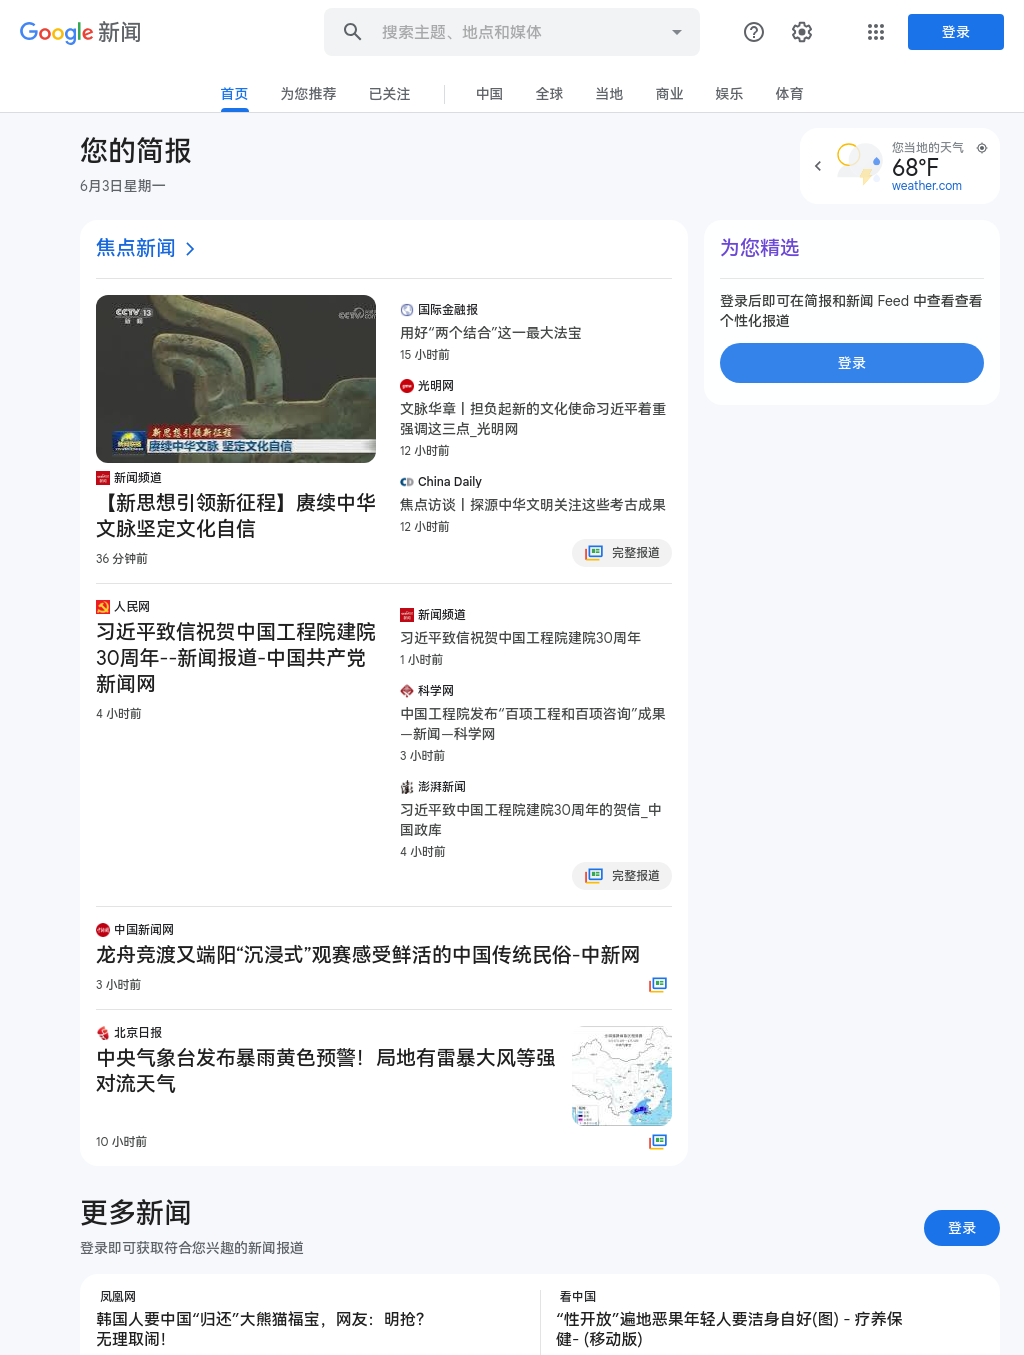 Google 新闻
搜索主题、地点和媒体
登录
首页
为您推荐
已关注
中国
全球
当地
商业
娱乐
体育
您的简报
6月3日星期一
您当地的天气
68°F
weather.com
焦点新闻
CCTV 13
新思想引领新征程
赓续中华文脉 坚定文化自信
新闻频道
【新思想引领新征程】赓续中华
文脉坚定文化自信
36 分钟前
国际金融报
用好“两个结合”这一最大法宝
15 小时前
光明网
文脉华章丨担负起新的文化使命习近平着重
强调这三点_光明网
12 小时前
China Daily
焦点访谈丨探源中华文明关注这些考古成果
12 小时前
完整报道
人民网
习近平致信祝贺中国工程院建院
30周年--新闻报道-中国共产党
新闻网
4 小时前
新闻频道
习近平致信祝贺中国工程院建院30周年
1 小时前
科学网
中国工程院发布“百项工程和百项咨询”成果
—新闻—科学网
3 小时前
澎湃新闻
习近平致中国工程院建院30周年的贺信_中
国政库
4 小时前
完整报道
中国新闻网
龙舟竞渡又端阳“沉浸式”观赛感受鲜活的中国传统民俗-中新网
3 小时前
北京日报
中央气象台发布暴雨黄色预警！局地有雷暴大风等强
对流天气
10 小时前
为您精选
登录后即可在简报和新闻 Feed 中查看查看
个性化报道
登录
更多新闻
登录即可获取符合您兴趣的新闻报道
登录
凤凰网
韩国人要中国“归还”大熊猫福宝，网友：明抢？
无理取闹！
看中国
“性开放”遍地恶果年轻人要洁身自好(图) - 疗养保
健- (移动版)